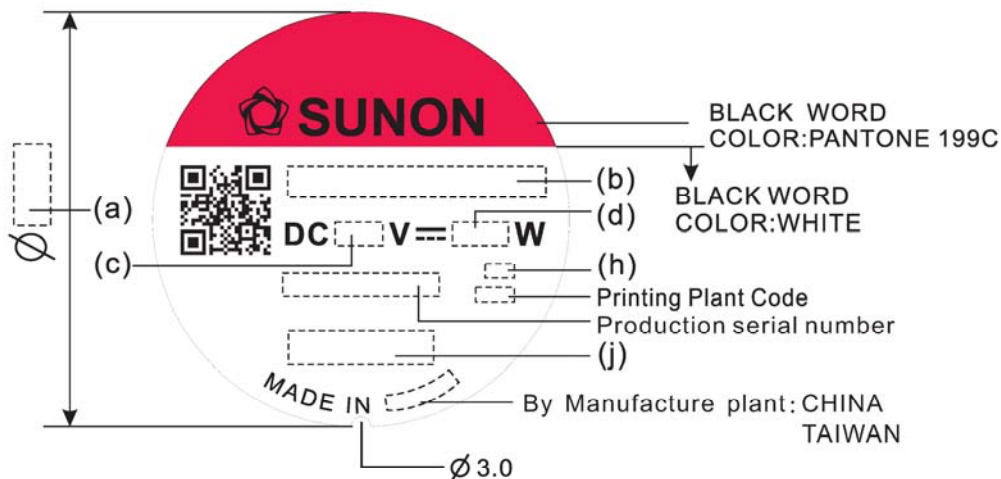 SUNON
BLACK WORD
COLOR:PANTONE 199C
BLACK WORD
COLOR:WHITE
(a)
Ø
(b)
DC V W
(d)
(c)
(h)
Printing Plant Code
Production serial number
(j)
MADE IN
By Manufacture plant: CHINA
TAIWAN
Ø 3.0